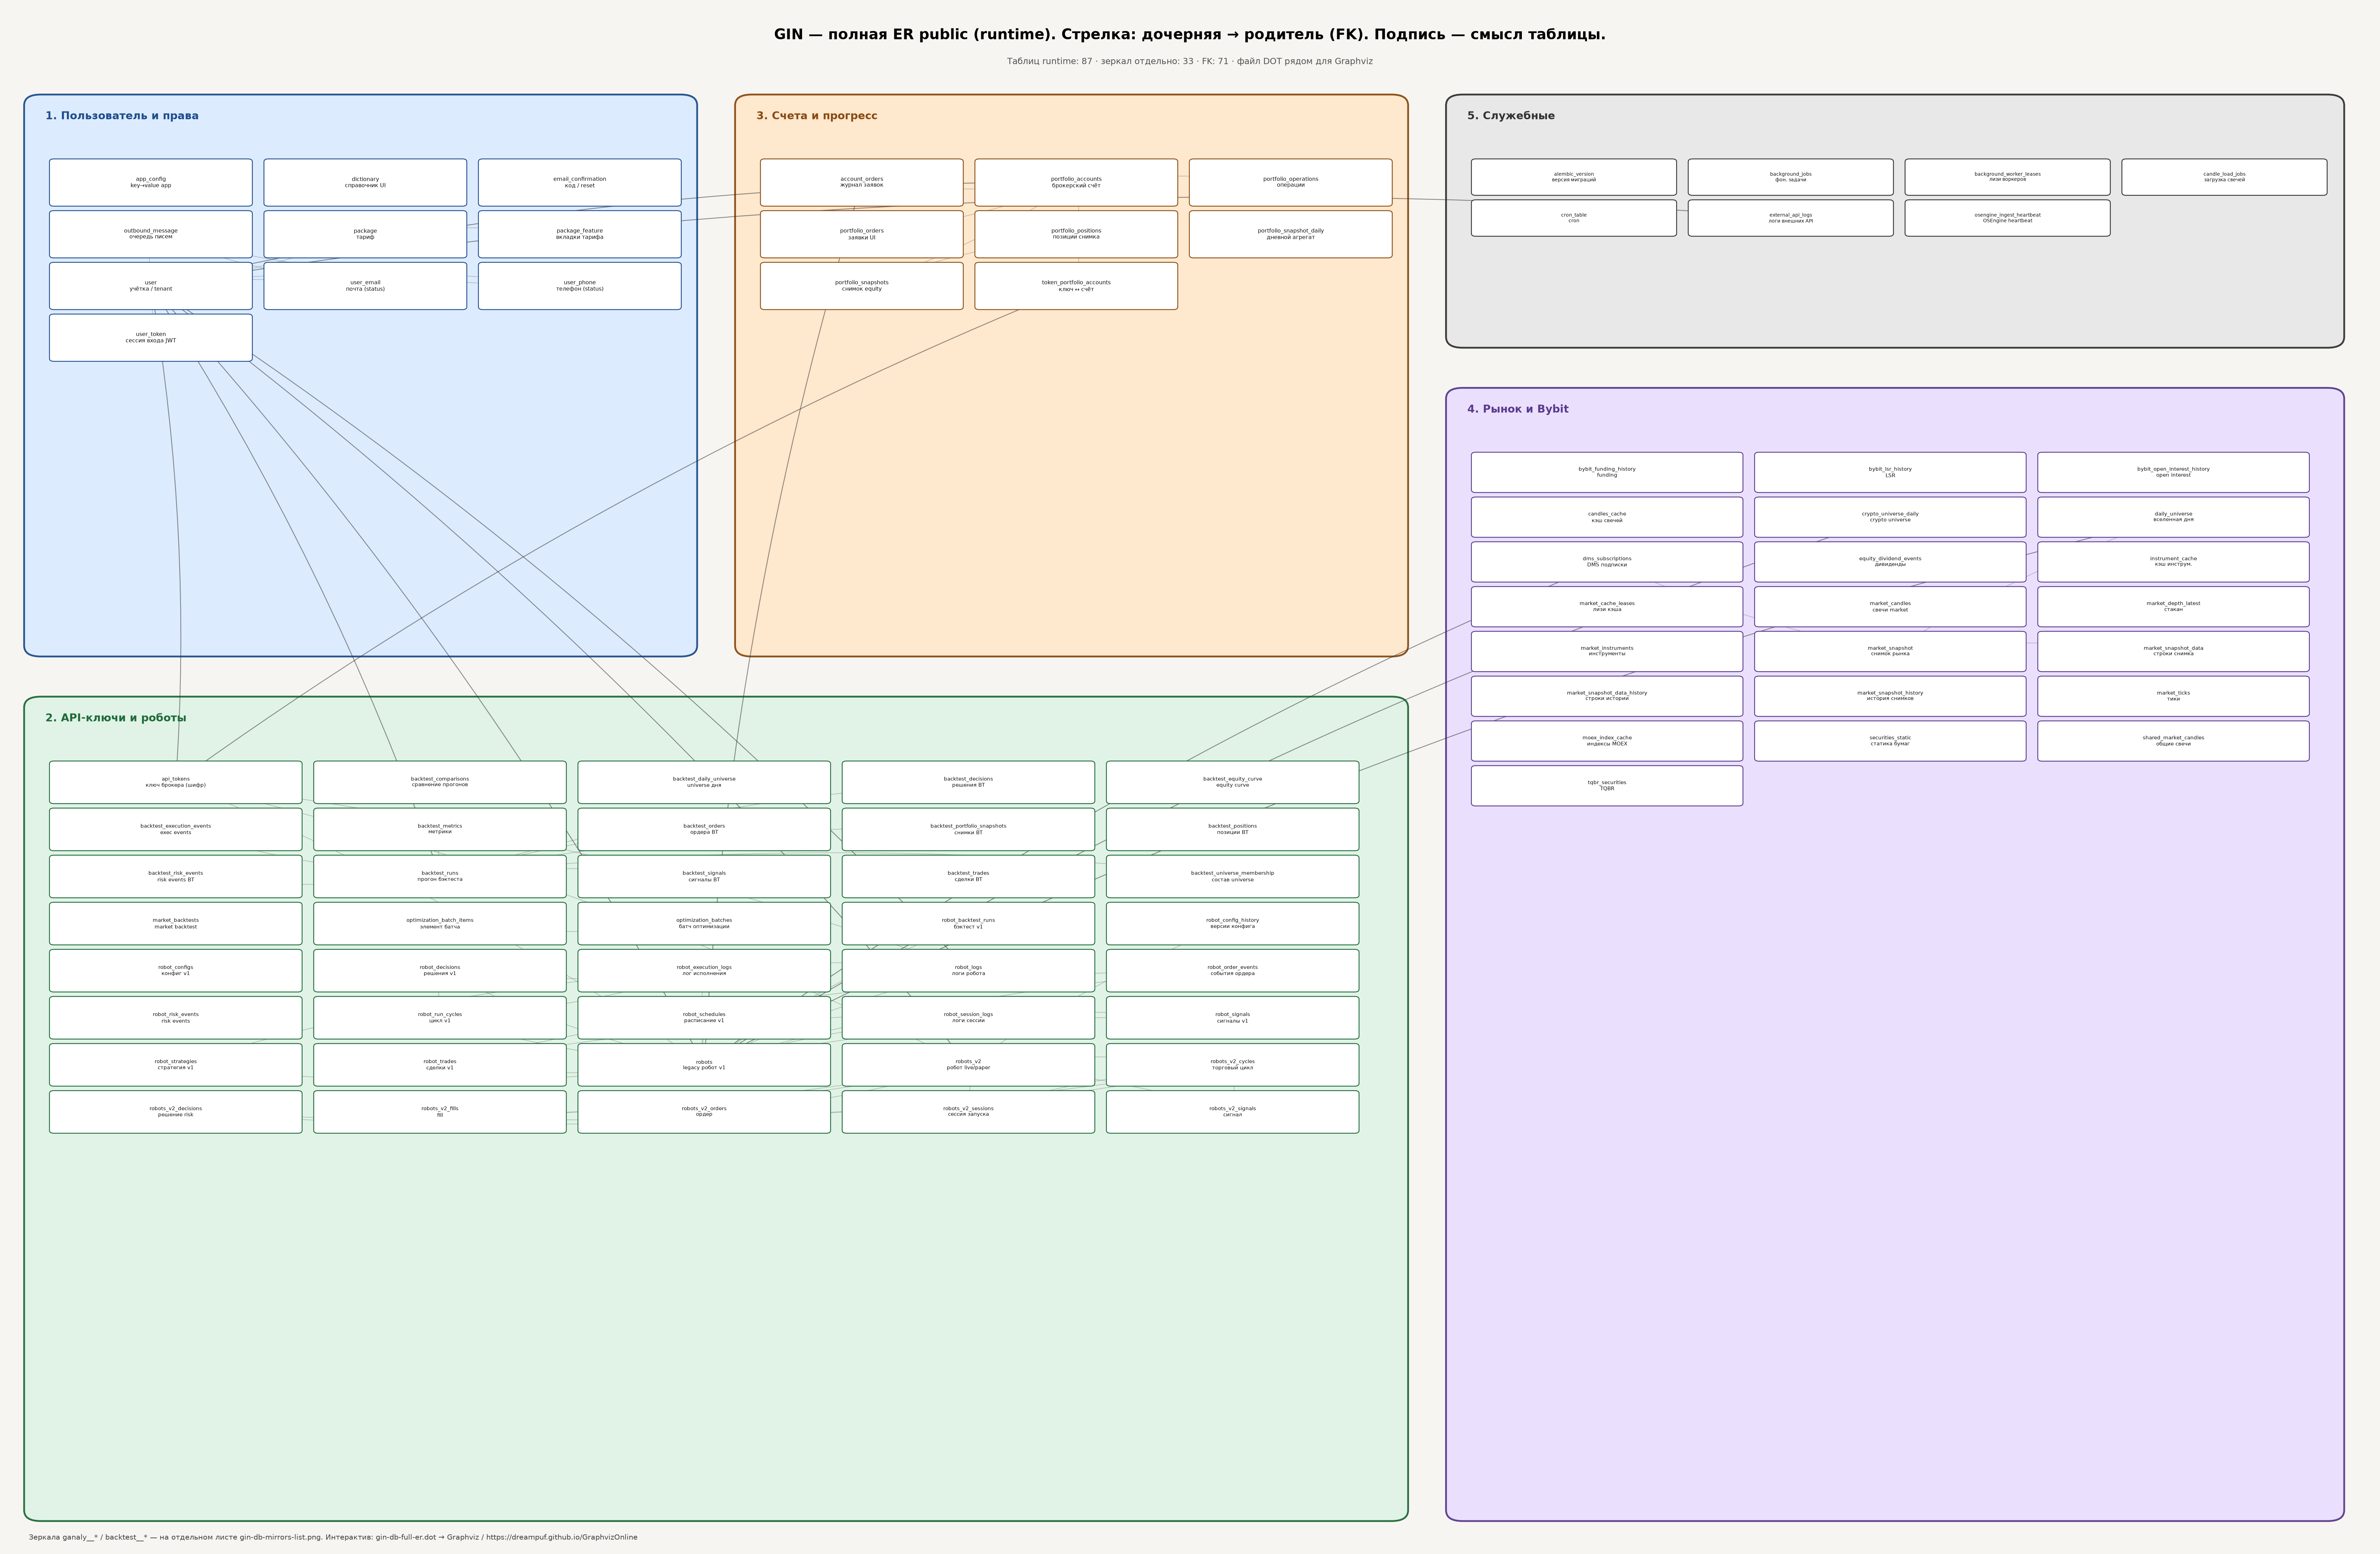 GIN — полная ER public (runtime). Стрелка: дочерняя → родитель (FK). Подпись — смысл таблицы.
Таблиц runtime: 87 · зеркал отдельно: 33 · FK: 71 · файл DOT рядом для Graphviz
1. Пользователь и права
app_config
key→value app
dictionary
справочник UI
email_confirmation
код / reset
outbound_message
очередь писем
package
тариф
package_feature
вкладки тарифа
user
учётка / tenant
user_email
почта (status)
user_phone
телефон (status)
user_token
сессия входа JWT
3. Счета и прогресс
account_orders
журнал заявок
portfolio_accounts
брокерский счёт
portfolio_operations
операции
portfolio_orders
заявки UI
portfolio_positions
позиции снимка
portfolio_snapshot_daily
дневной агрегат
portfolio_snapshots
снимок equity
token_portfolio_accounts
ключ ↔ счёт
5. Служебные
alembic_version
версия миграций
background_jobs
фон. задачи
background_worker_leases
лизи воркеров
candle_load_jobs
загрузка свечей
cron_table
cron
external_api_logs
логи внешних API
osengine_ingest_heartbeat
OSEngine heartbeat
4. Рынок и Bybit
bybit_funding_history
funding
bybit_lsr_history
LSR
bybit_open_interest_history
open interest
candles_cache
кэш свечей
crypto_universe_daily
crypto universe
daily_universe
вселенная дня
dms_subscriptions
DMS подписки
equity_dividend_events
дивиденды
instrument_cache
кэш инструм.
market_cache_leases
лизи кэша
market_candles
свечи market
market_depth_latest
стакан
market_instruments
инструменты
market_snapshot
снимок рынка
market_snapshot_data
строки снимка
market_snapshot_data_history
строки истории
market_snapshot_history
история снимков
market_ticks
тики
moex_index_cache
индексы MOEX
securities_static
статика бумаг
shared_market_candles
общие свечи
tqbr_securities
TQBR
2. API-ключи и роботы
api_tokens
ключ брокера (шифр)
backtest_comparisons
сравнение прогонов
backtest_daily_universe
universe дня
backtest_decisions
решения BT
backtest_equity_curve
equity curve
backtest_execution_events
exec events
backtest_metrics
метрики
backtest_orders
ордера BT
backtest_portfolio_snapshots
снимки BT
backtest_positions
позиции BT
backtest_risk_events
risk events BT
backtest_runs
прогон бэктеста
backtest_signals
сигналы BT
backtest_trades
сделки BT
backtest_universe_membership
состав universe
market_backtests
market backtest
optimization_batch_items
элемент батча
optimization_batches
батч оптимизации
robot_backtest_runs
бэктест v1
robot_config_history
версии конфига
robot_configs
конфиг v1
robot_decisions
решения v1
robot_execution_logs
лог исполнения
robot_logs
логи робота
robot_order_events
события ордера
robot_risk_events
risk events
robot_run_cycles
цикл v1
robot_schedules
расписание v1
robot_session_logs
логи сессии
robot_signals
сигналы v1
robot_strategies
стратегия v1
robot_trades
сделки v1
robots
legacy робот v1
robots_v2
робот live/paper
robots_v2_cycles
торговый цикл
robots_v2_decisions
решение risk
robots_v2_fills
fill
robots_v2_orders
ордер
robots_v2_sessions
сессия запуска
robots_v2_signals
сигнал
Зеркала ganaly__* / backtest__* — на отдельном листе gin-db-mirrors-list.png. Интерактив: gin-db-full-er.dot → Graphviz / https://dreampuf.github.io/GraphvizOnline